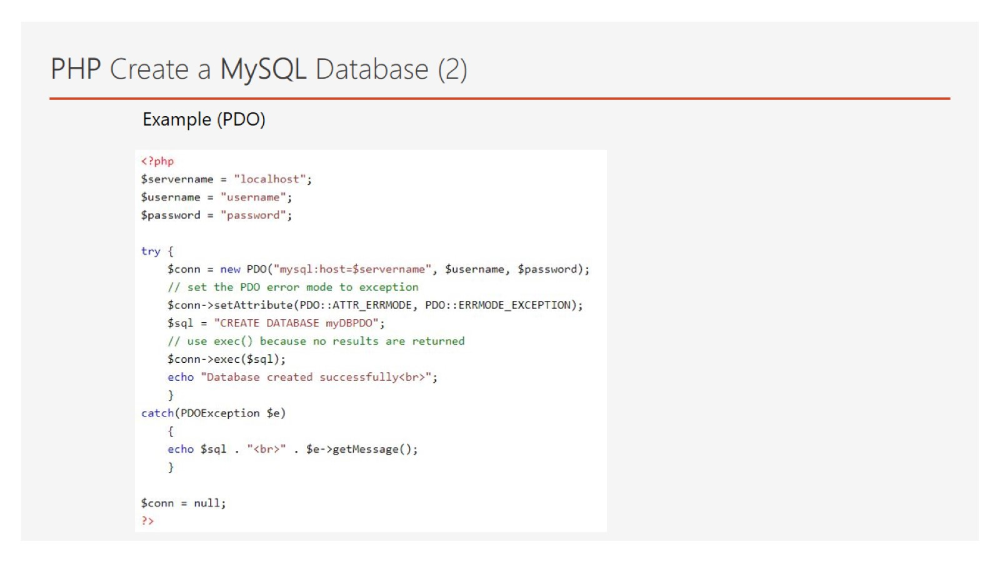 PHP Create a MySQL Database (2)
Example (PDO)
<?php
$servername = "localhost";
$username = "username";
$password = "password";
try {
$conn = new PDO("mysql:host=$servername", $username, $password);
// set the PDO error mode to exception
$conn->setAttribute(PDO::ATTR_ERRMODE, PDO::ERRMODE_EXCEPTION);
$sql = "CREATE DATABASE myDBPDO";
// use exec() because no results are returned
$conn->exec($sql);
echo "Database created successfully<br>";
}
catch(PDOException $e)
{
echo $sql . "<br>" . $e->getMessage();
}
$conn = null;
?>